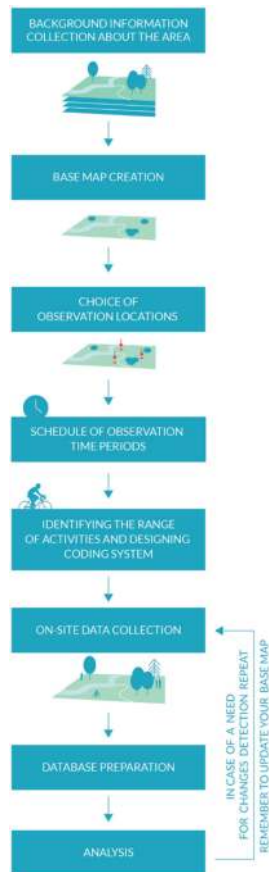 BACKGROUND INFORMATION
COLLECTION ABOUT THE AREA
BASE MAP CREATION
CHOICE OF
OBSERVATION LOCATIONS
SCHEDULE OF OBSERVATION
TIME PERIODS
IDENTIFYING THE RANGE
OF ACTIVITIES AND DESIGNING
CODING SYSTEM
ON-SITE DATA COLLECTION
DATABASE PREPARATION
ANALYSIS
IN CASE OF A NEED
FOR CHANGES DETECTION REPEAT
REMEMBER TO UPDATE YOUR BASE MAP